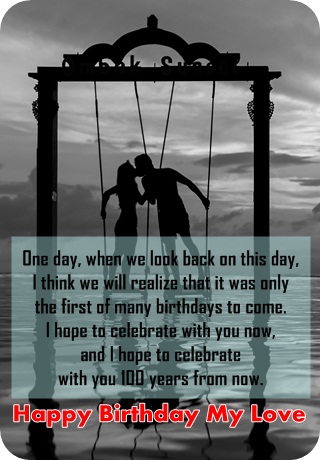 One day, when we look back on this day,
I think we will realize that it was only
the first of many birthdays to come.
I hope to celebrate with you now,
and I hope to celebrate
with you 100 years from now.
Happy Birthday My Love